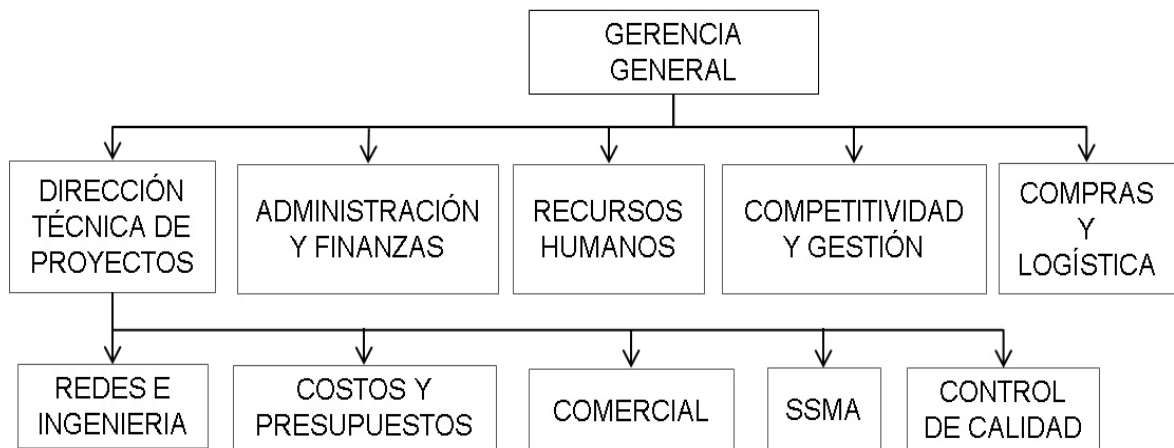 GERENCIA
GENERAL
DIRECCIÓN
TÉCNICA DE
PROYECTOS
ADMINISTRACIÓN
Y FINANZAS
RECURSOS
HUMANOS
COMPETITIVIDAD
Y GESTIÓN
COMPRAS
Y
LOGÍSTICA
REDES E
INGENIERIA
COSTOS Y
PRESUPUESTOS
COMERCIAL
SSMA
CONTROL
DE CALIDAD